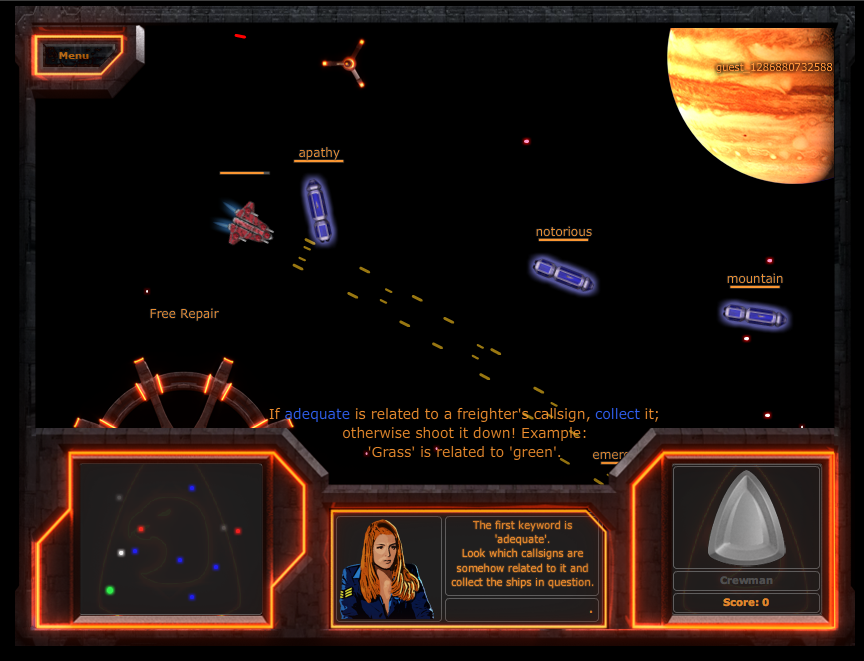 Menu
guest_1286880732588
apathy
notorious
mountain
Free Repair
If adequate is related to a freighter's callsign, collect it;
otherwise shoot it down! Example:
'Grass' is related to 'green'.
emerg
The first keyword is
'adequate'.
Look which callsigns are
somehow related to it and
collect the ships in question.
Crewman
Score: 0